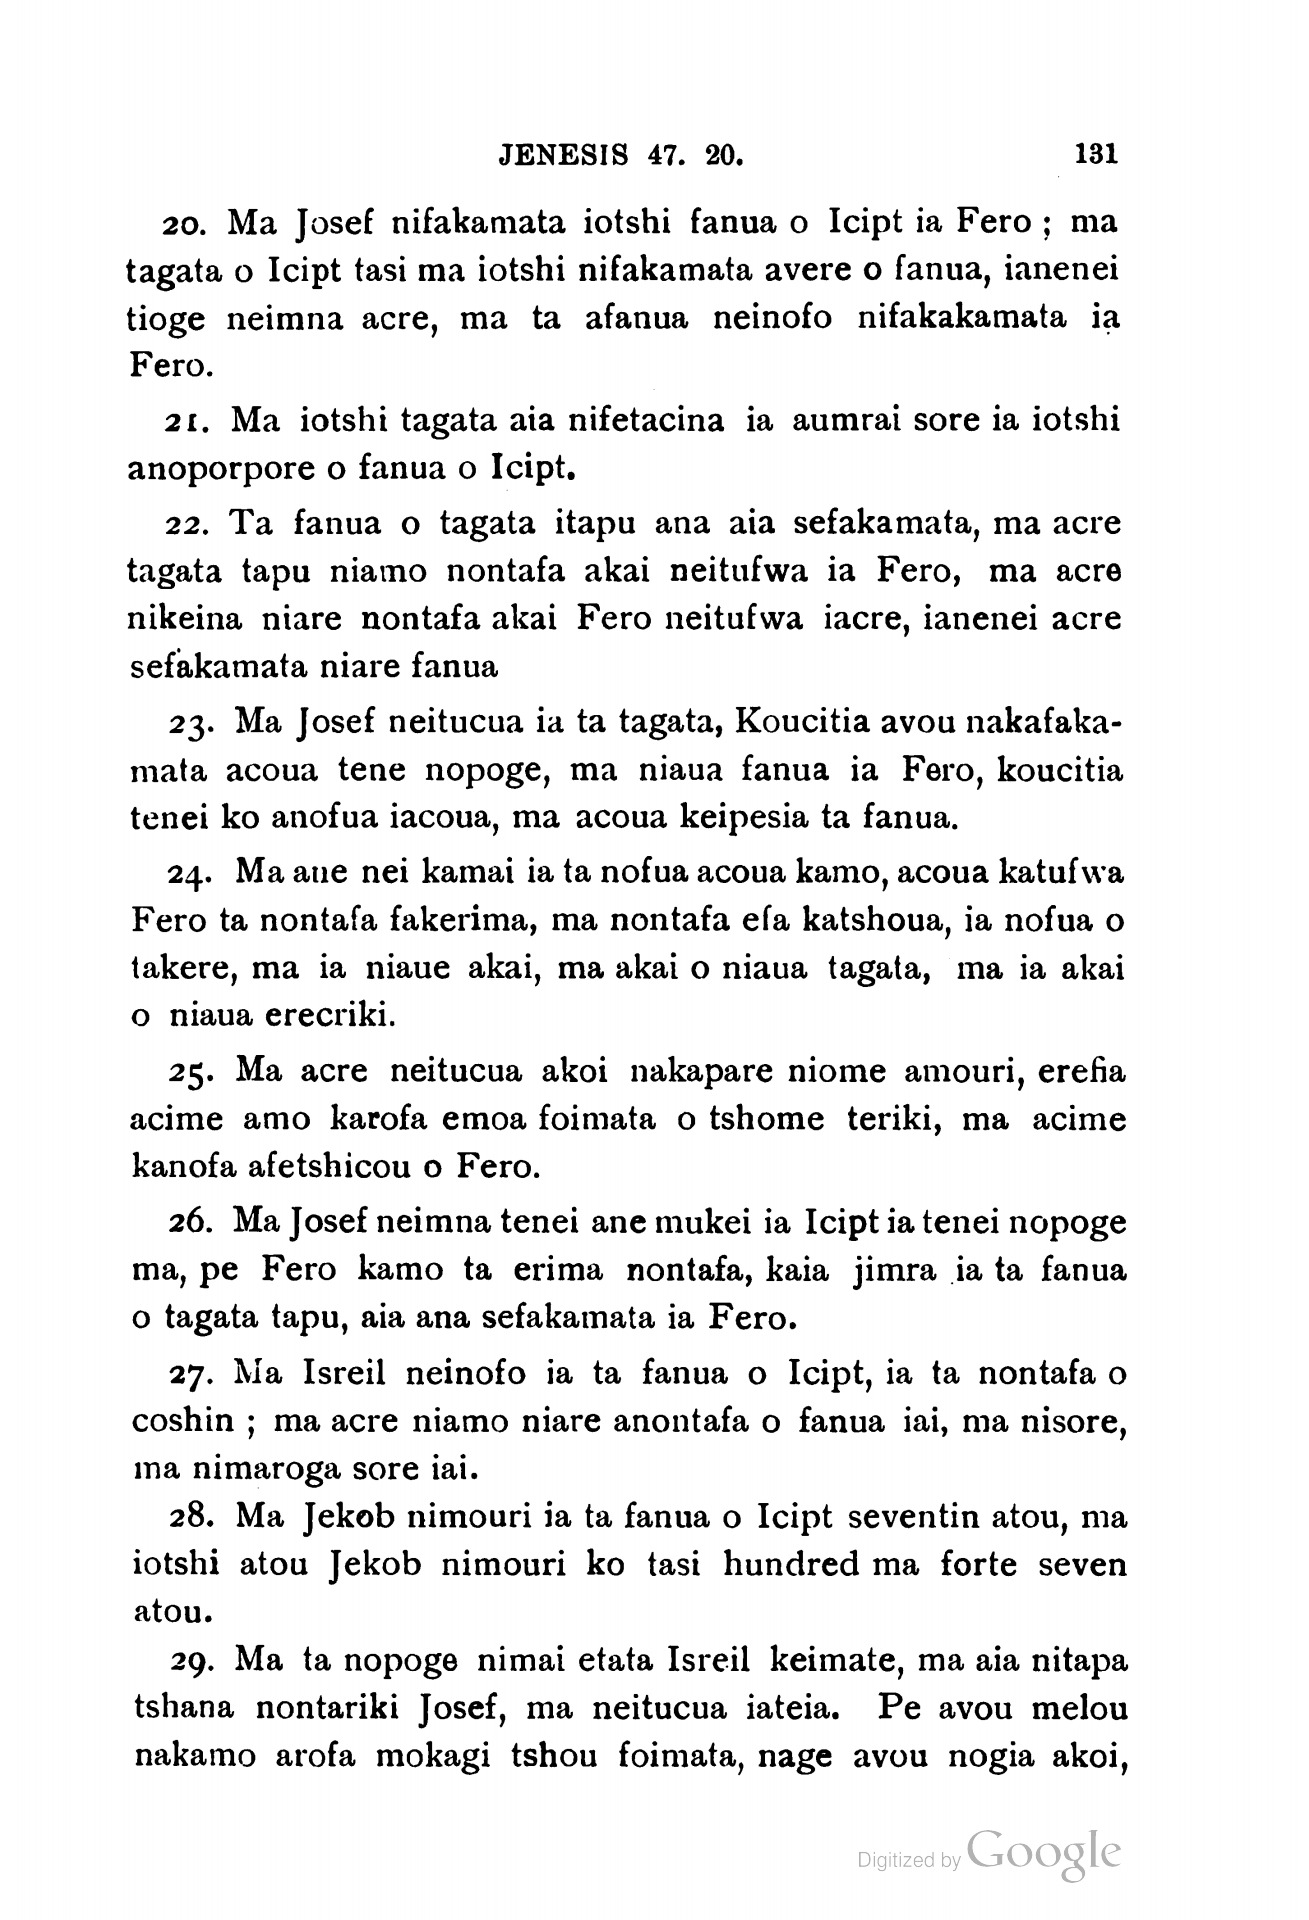 JENESIS 47. 20. 131
20. Ma Josef nifakamata iotshi fanua o Icipt ia Fero ; ma
tagata o Icipt tasi ma iotshi nifakamata avere o fanua, ianenei
tioge neimna acre, ma ta afanua neinofo nifakakamata ia
Fero.
21. Ma iotshi tagata aia nifetacina ia aumrai sore ia iotshi
anoporpore o fanua o Icipt.
22. Ta fanua o tagata itapu ana aia sefakamata, ma acre
tagata tapu niamo nontafa akai neitufwa ia Fero, ma acre
nikeina niare nontafa akai Fero neitufwa iacre, ianenei acre
sefakamata niare fanua
23. Ma Josef neitucua ia ta tagata, Koucitia avou nakafaka-
mata acoua tene nopoge, ma niaua fanua ia Fero, koucitia
tenei ko anofua iacoua, ma acoua keipesia ta fanua.
24. Ma ane nei kamai ia ta nofua acoua kamo, acoua katufwa
Fero ta nontafa fakerima, ma nontafa efa katshoua, ia nofua o
takere, ma ia niaue akai, ma akai o niaua tagata, ma ia akai
o niaua erecriki.
25. Ma acre neitucua akoi nakapare niome amouri, erefia
acime amo karofa emoa foimata o tshome teriki, ma acime
kanofa afetshicou o Fero.
26. Ma Josef neimna tenei ane mukei ia Icipt ia tenei nopoge
ma, pe Fero kamo ta erima nontafa, kaia jimra ia ta fanua
o tagata tapu, aia ana sefakamata ia Fero.
27. Ma Isreil neinofo ia ta fanua o Icipt, ia ta nontafa o
coshin ; ma acre niamo niare anontafa o fanua iai, ma nisore,
ma nimaroga sore iai.
28. Ma Jekob nimouri ia ta fanua o Icipt seventin atou, ma
iotshi atou Jekob nimouri ko tasi hundred ma forte seven
atou.
29. Ma ta nopoge nimai etata Isreil keimate, ma aia nitapa
tshana nontariki Josef, ma neitucua iateia. Pe avou melou
nakamo arofa mokagi tshou foimata, nage avou nogia akoi,
Digitized by Google